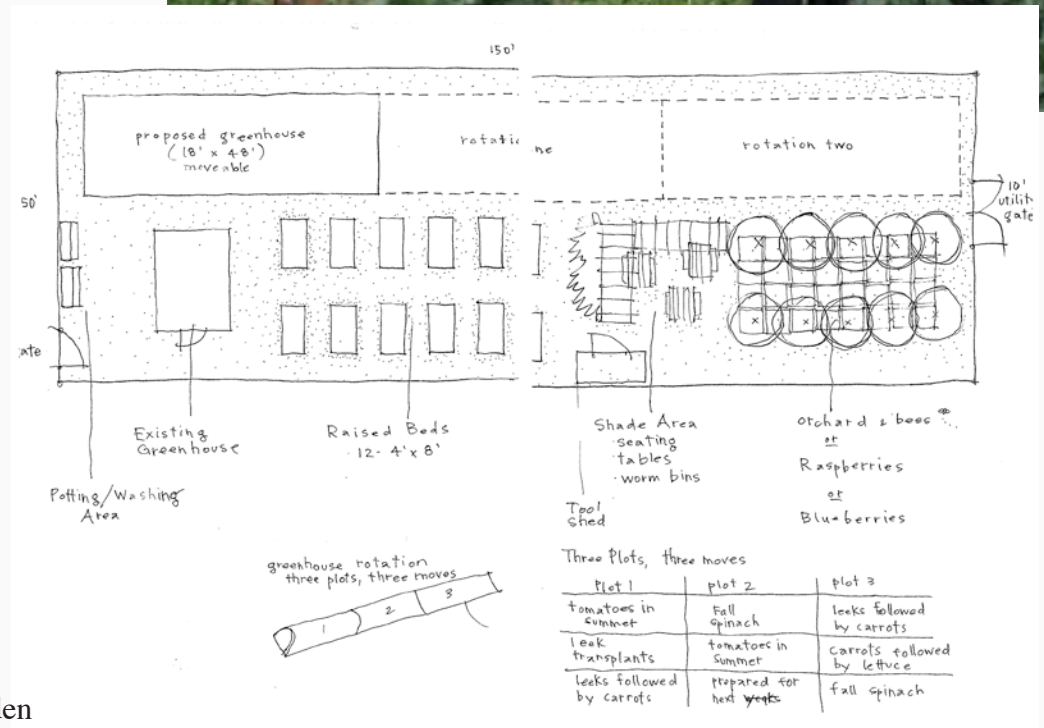 150'
proposed greenhouse
(18' x 48')
moveable
rotatio
ne
rotation two
50'
10'
utilit
gate
ate
Existing
Greenhouse
Raised Beds
· 12 - 4' x 8'
Shade Area
· seating
· tables
· worm bins
Orchard & bees
or
Raspberries
or
Blueberries
Potting/Washing
Area
Tool
Shed
greenhouse rotation
three plots, three moves
1 2 3
Three Plots, three moves
Plot 1 plot 2 plot 3
tomatoes in
summer
Fall
spinach
leeks followed
by carrots
leek
transplants
tomatoes in
summer
carrots followed
by lettuce
leeks followed
by carrots
prepared for
next
fall spinach
len